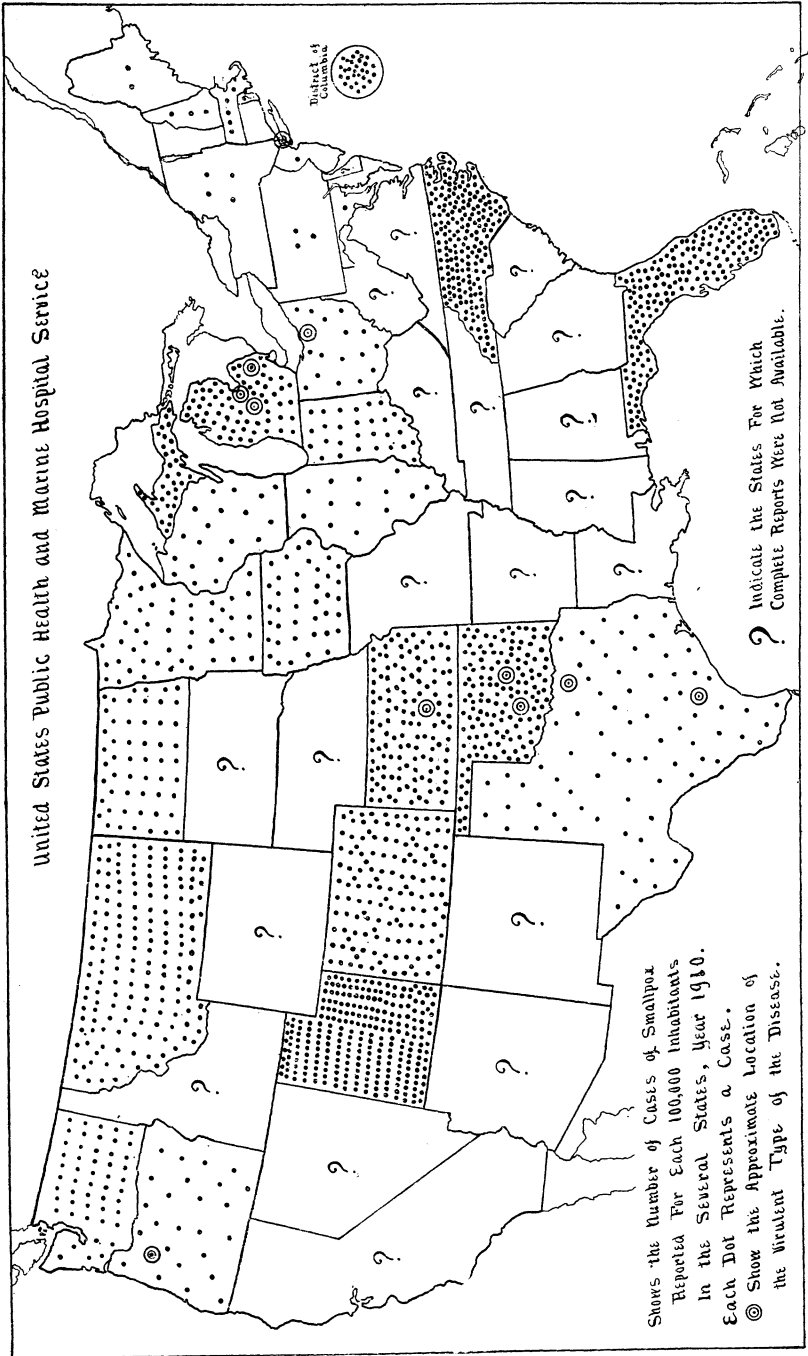 United States Public Health and Marine Hospital Service
District of
Columbia
Shows the Number of Cases of Smallpox
Reported For Each 100,000 Inhabitants
In the Several States, Year 1910.
Each Dot Represents a Case.
◎ Show the Approximate Location of
the Virulent Type of the Disease.
? Indicate the States For Which
Complete Reports Were Not Available.